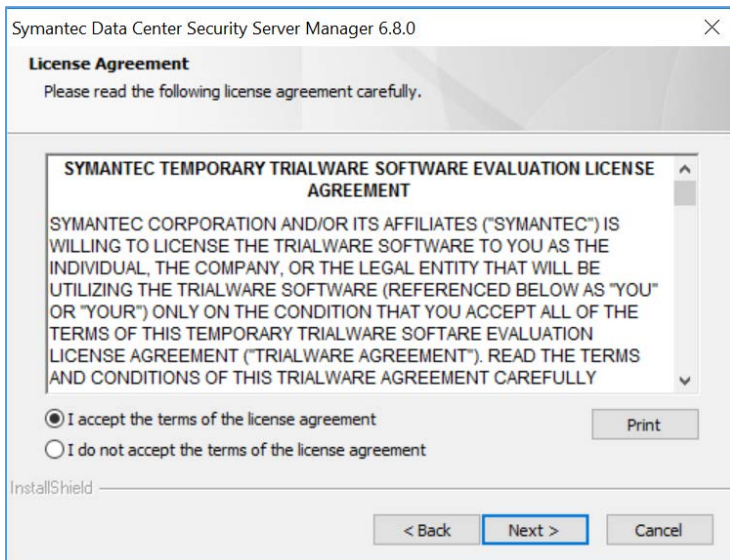 Symantec Data Center Security Server Manager 6.8.0
License Agreement
Please read the following license agreement carefully.
SYMANTEC TEMPORARY TRIALWARE SOFTWARE EVALUATION LICENSE
AGREEMENT
SYMANTEC CORPORATION AND/OR ITS AFFILIATES ("SYMANTEC") IS
WILLING TO LICENSE THE TRIALWARE SOFTWARE TO YOU AS THE
INDIVIDUAL, THE COMPANY, OR THE LEGAL ENTITY THAT WILL BE
UTILIZING THE TRIALWARE SOFTWARE (REFERENCED BELOW AS "YOU"
OR "YOUR") ONLY ON THE CONDITION THAT YOU ACCEPT ALL OF THE
TERMS OF THIS TEMPORARY TRIALWARE SOFTARE EVALUATION
LICENSE AGREEMENT ("TRIALWARE AGREEMENT"). READ THE TERMS
AND CONDITIONS OF THIS TRIALWARE AGREEMENT CAREFULLY
I accept the terms of the license agreement
Print
I do not accept the terms of the license agreement
InstallShield
< Back Next > Cancel